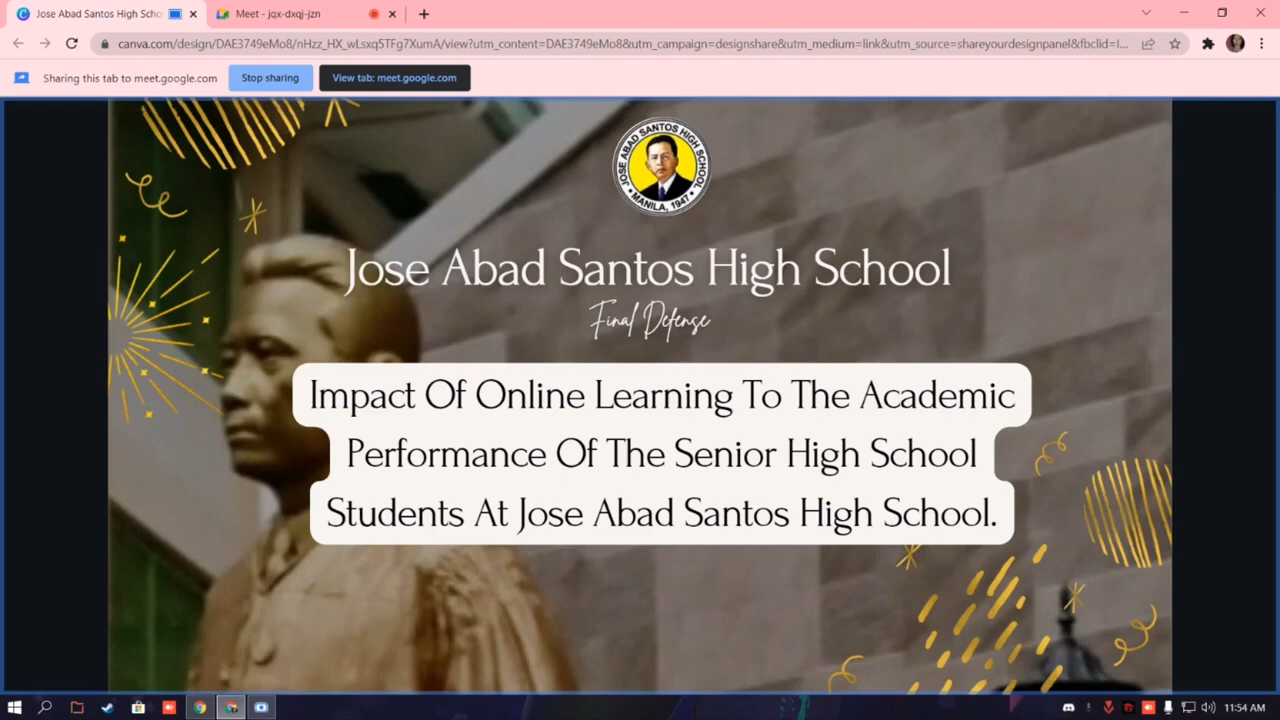 Jose Abad Santos High Scho
Meet - jqx-dxqj-jzn
canva.com/design/DAE3749eMo8/nHzz_HX_wLsxq5TFg7XumA/view?utm_content=DAE3749eMo8&utm_campaign=designshare&utm_medium=link&utm_source=shareyourdesignpanel&fbclid=I...
Sharing this tab to meet.google.com
Stop sharing
View tab: meet.google.com
JOSE ABAD SANTOS HIGH SCHOOL
• MANILA, 1947 •
Jose Abad Santos High School
Final Defense
Impact Of Online Learning To The Academic
Performance Of The Senior High School
Students At Jose Abad Santos High School.
11:54 AM